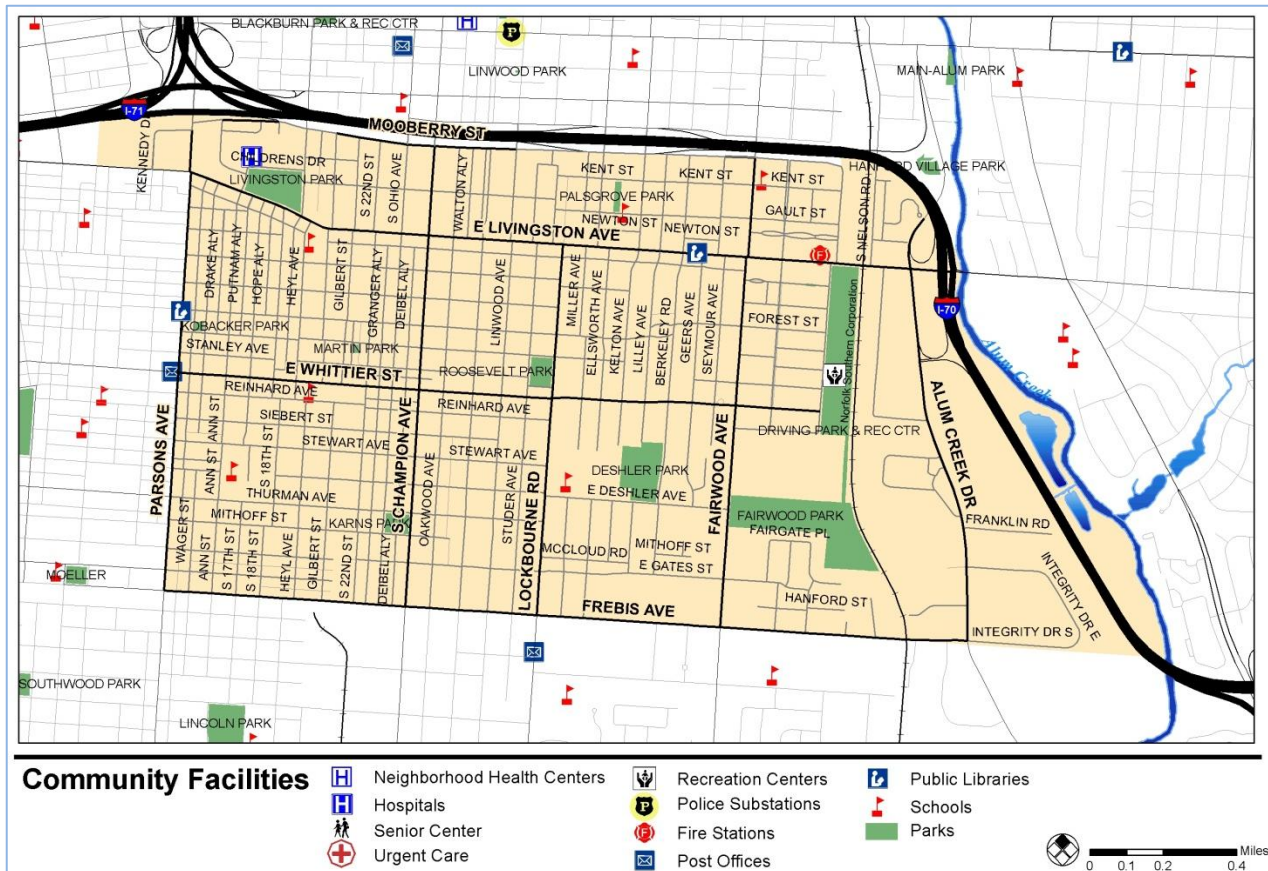 BLACKBURN PARK & REC CTR
H
P
LINWOOD PARK
MAIN-ALUM PARK
I-71
KENNEDY D
MOOBERRY ST
CHILDRENS DR
H
LIVINGSTON PARK
S 22ND ST
S OHIO AVE
WALTON ALY
KENT ST
KENT ST
KENT ST
PALSGROVE PARK
NEWTON ST
NEWTON ST
GAULT ST
HANFORD VILLAGE PARK
S NELSON RD
E LIVINGSTON AVE
F
DRAKE ALY
PUTNAM ALY
HOPE ALY
HEYL AVE
GILBERT ST
GRANGER ALY
DEIBEL ALY
LINWOOD AVE
MILLER AVE
ELLSWORTH AVE
KELTON AVE
LILLEY AVE
BERKELEY RD
GEERS AVE
SEYMOUR AVE
FOREST ST
Norfolk Southern Corporation
I-70
Alum Creek
KOBACKER PARK
STANLEY AVE
MARTIN PARK
E WHITTIER ST
ROOSEVELT PARK
REINHARD AVE
REINHARD AVE
SIEBERT ST
STEWART AVE
STEWART AVE
DRIVING PARK & REC CTR
ALUM CREEK DR
PARSONS AVE
ANN ST
ANN ST
S 18TH ST
S CHAMPION AVE
OAKWOOD AVE
STUDER AVE
LOCKBOURNE RD
DESHLER PARK
E DESHLER AVE
FAIRWOOD AVE
THURMAN AVE
MITHOFF ST
KARNS PARK
FAIRWOOD PARK
FAIRGATE PL
FRANKLIN RD
WAGER ST
ANN ST
S 17TH ST
S 18TH ST
HEYL AVE
GILBERT ST
S 22ND ST
DEIBEL ALY
MCCLOUD RD
MITHOFF ST
E GATES ST
HANFORD ST
INTEGRITY DR E
INTEGRITY DR S
MOELLER
FREBIS AVE
SOUTHWOOD PARK
LINCOLN PARK
Community Facilities
H Neighborhood Health Centers
H Hospitals
Senior Center
Urgent Care
Recreation Centers
P Police Substations
F Fire Stations
Post Offices
Public Libraries
Schools
Parks
Miles
0 0.1 0.2 0.4